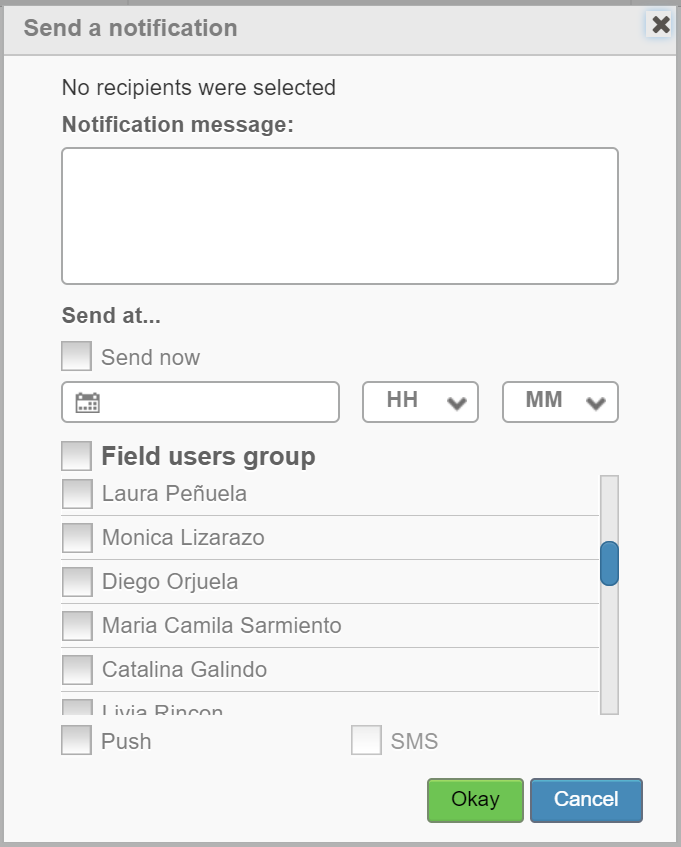 Send a notification
No recipients were selected
Notification message:
Send at...
Send now
HH MM
Field users group
Laura Peñuela
Monica Lizarazo
Diego Orjuela
Maria Camila Sarmiento
Catalina Galindo
Livia Rincon
Push SMS
Okay Cancel